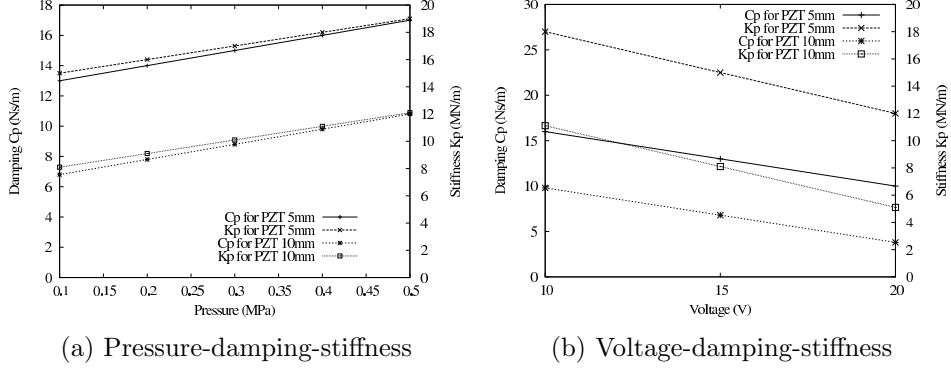 18
16
14
12
10
8
6
4
2
0
Damping Cp (Ns/m)
20
18
16
14
12
10
8
6
4
2
0
Stiffness Kp (MN/m)
Cp for PZT 5mm
Kp for PZT 5mm
Cp for PZT 10mm
Kp for PZT 10mm
0.1 0.15 0.2 0.25 0.3 0.35 0.4 0.45 0.5
Pressure (MPa)
(a) Pressure-damping-stiffness
30
25
20
15
10
5
0
Damping Cp (Ns/m)
Cp for PZT 5mm
Kp for PZT 5mm
Cp for PZT 10mm
Kp for PZT 10mm
20
18
16
14
12
10
8
6
4
2
0
Stiffness Kp (MN/m)
10 15 20
Voltage (V)
(b) Voltage-damping-stiffness